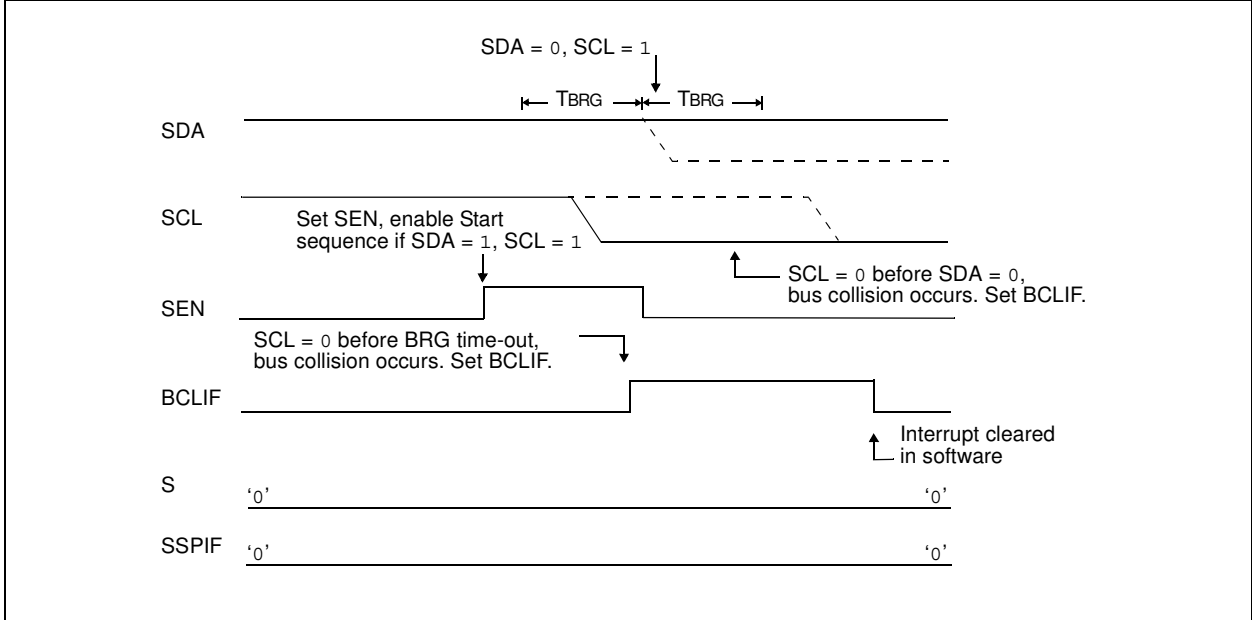 SDA = 0, SCL = 1
TBRG TBRG
SDA
SCL
Set SEN, enable Start
sequence if SDA = 1, SCL = 1
SCL = 0 before SDA = 0,
bus collision occurs. Set BCLIF.
SEN
SCL = 0 before BRG time-out,
bus collision occurs. Set BCLIF.
BCLIF
Interrupt cleared
in software
S
‘0’ ‘0’
SSPIF ‘0’ ‘0’